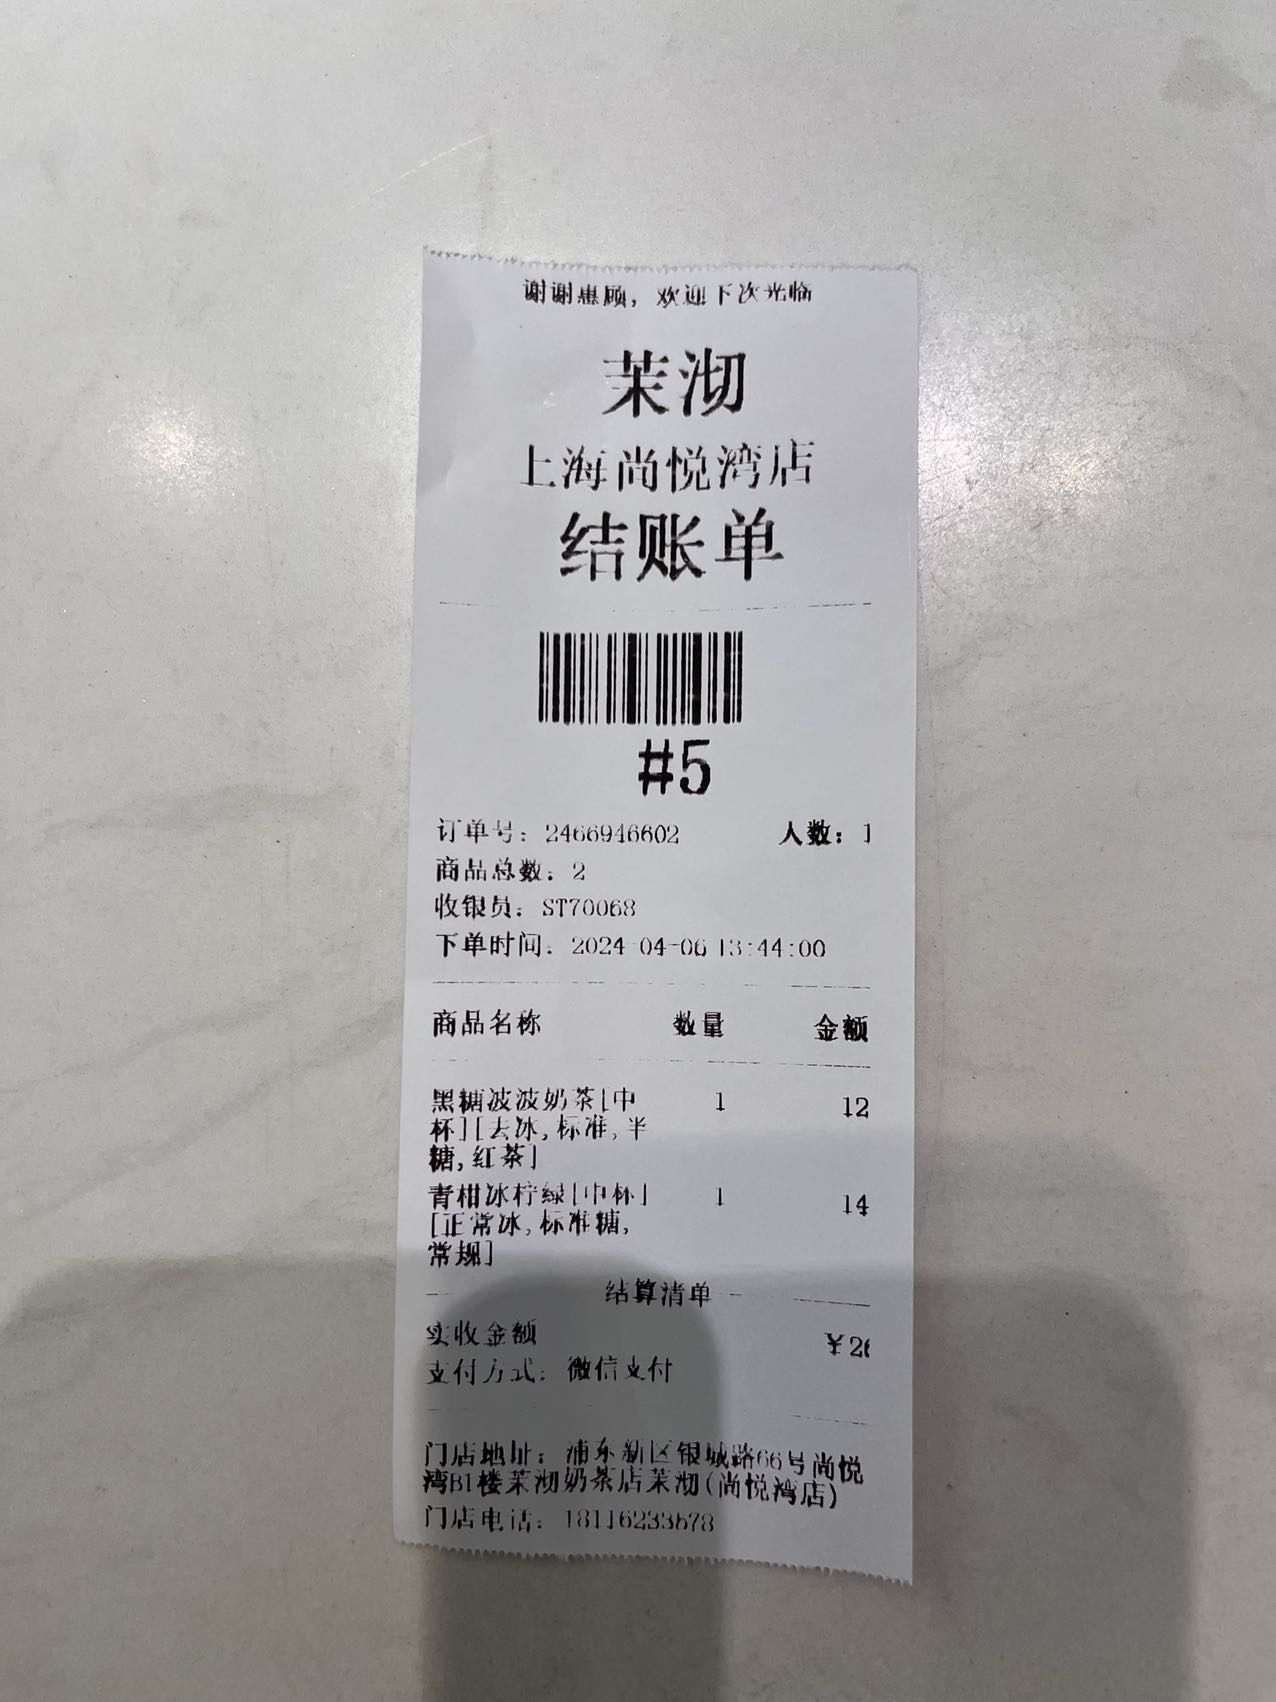 谢谢惠顾，欢迎下次光临
茉沏
上海尚悦湾店
结账单
#5
订单号：2466946602 人数：1
商品总数：2
收银员：ST70068
下单时间：2024-04-06 13:44:00
商品名称 数量 金额
黑糖波波奶茶[中 1 12
杯][去冰,标准,半
糖,红茶]
青柑冰柠绿[中杯] 1 14
[正常冰,标准糖,
常规]
结算清单
实收金额 ¥26
支付方式：微信支付
门店地址：浦东新区银城路66号尚悦
湾B1楼茉沏奶茶店茉沏(尚悦湾店)
门店电话：